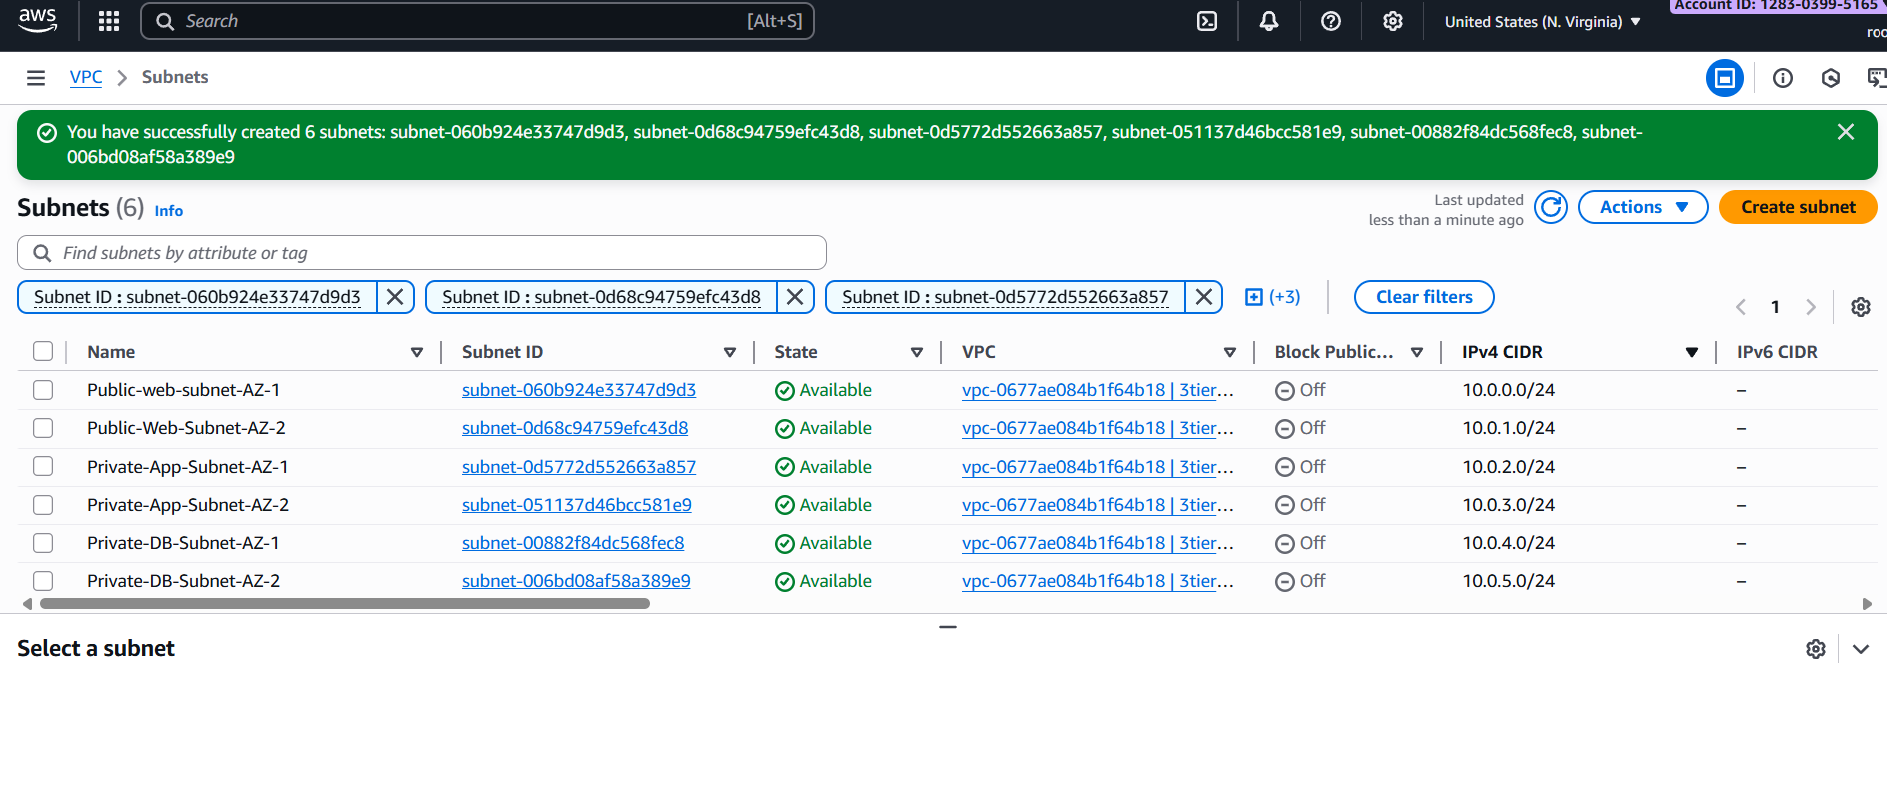 aws
Search [Alt+S] United States (N. Virginia) Account ID: 1283-0399-5165
VPC Subnets
You have successfully created 6 subnets: subnet-060b924e33747d9d3, subnet-0d68c94759efc43d8, subnet-0d5772d552663a857, subnet-051137d46bcc581e9, subnet-00882f84dc568fec8, subnet-
006bd08af58a389e9
Subnets (6) Info
Last updated
less than a minute ago
Actions Create subnet
Find subnets by attribute or tag
Subnet ID : subnet-060b924e33747d9d3 Subnet ID : subnet-0d68c94759efc43d8 Subnet ID : subnet-0d5772d552663a857 (+3) Clear filters
1
Name Subnet ID State VPC Block Public... IPv4 CIDR IPv6 CIDR
Public-web-subnet-AZ-1 subnet-060b924e33747d9d3 Available vpc-0677ae084b1f64b18 | 3tier... Off 10.0.0.0/24 –
Public-Web-Subnet-AZ-2 subnet-0d68c94759efc43d8 Available vpc-0677ae084b1f64b18 | 3tier... Off 10.0.1.0/24 –
Private-App-Subnet-AZ-1 subnet-0d5772d552663a857 Available vpc-0677ae084b1f64b18 | 3tier... Off 10.0.2.0/24 –
Private-App-Subnet-AZ-2 subnet-051137d46bcc581e9 Available vpc-0677ae084b1f64b18 | 3tier... Off 10.0.3.0/24 –
Private-DB-Subnet-AZ-1 subnet-00882f84dc568fec8 Available vpc-0677ae084b1f64b18 | 3tier... Off 10.0.4.0/24 –
Private-DB-Subnet-AZ-2 subnet-006bd08af58a389e9 Available vpc-0677ae084b1f64b18 | 3tier... Off 10.0.5.0/24 –
Select a subnet